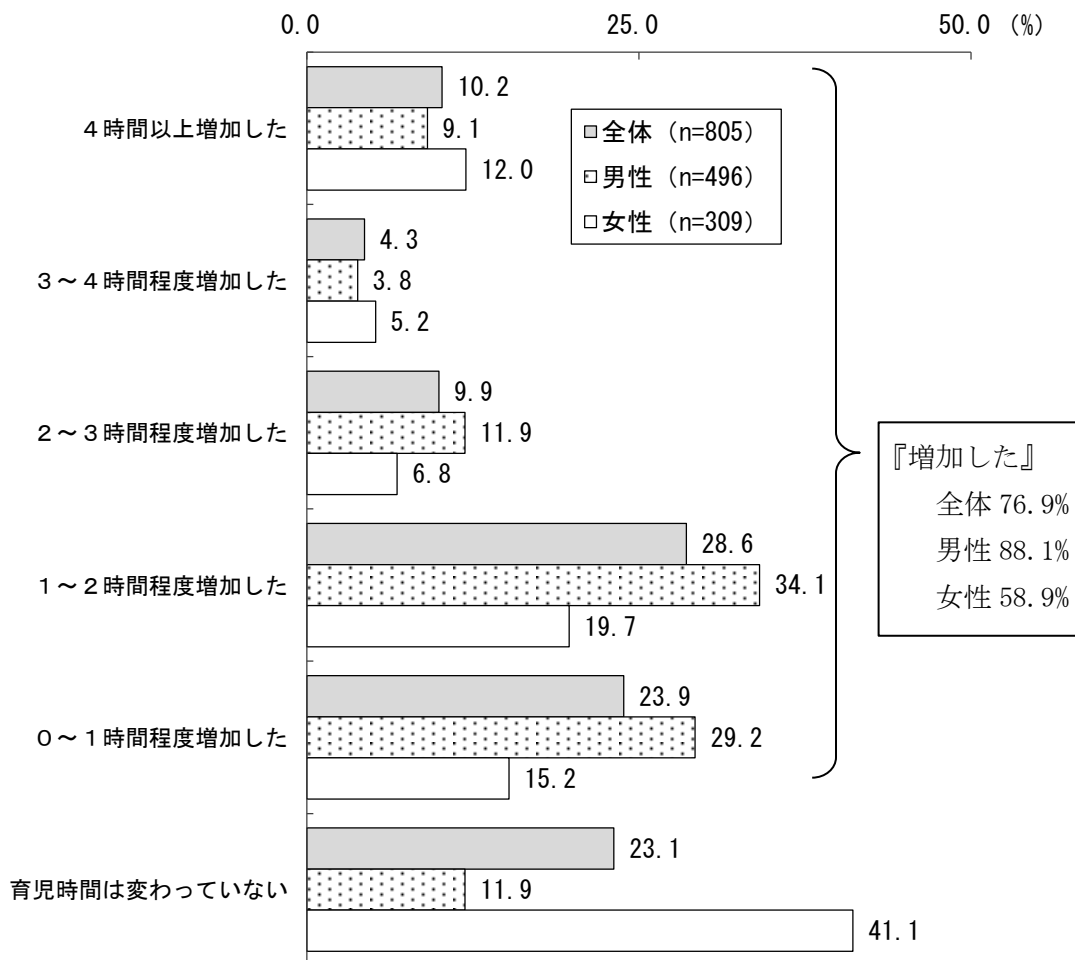 0.0 25.0 50.0 (%)
４時間以上増加した
10.2
9.1
12.0
全体 (n=805)
男性 (n=496)
女性 (n=309)
３～４時間程度増加した
4.3
3.8
5.2
２～３時間程度増加した
9.9
11.9
6.8
『増加した』
全体 76.9%
男性 88.1%
女性 58.9%
１～２時間程度増加した
28.6
34.1
19.7
０～１時間程度増加した
23.9
29.2
15.2
育児時間は変わっていない
23.1
11.9
41.1